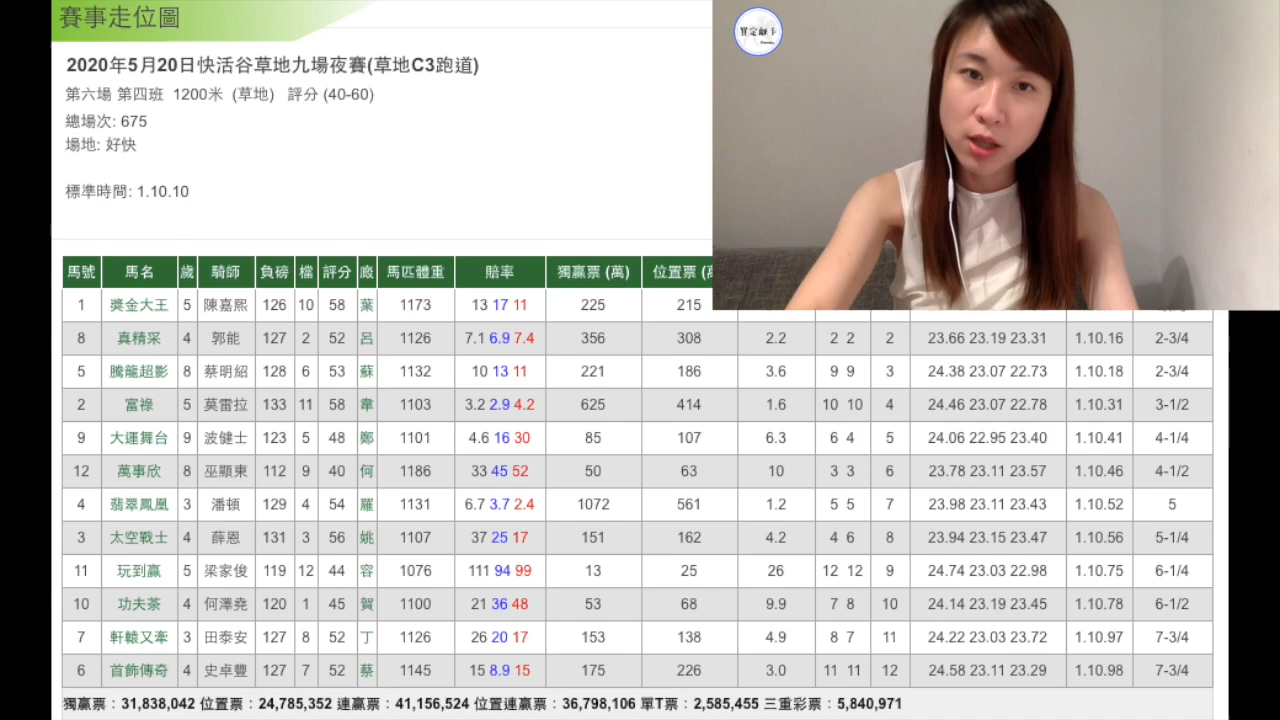 賽事走位圖
2020年5月20日快活谷草地九場夜賽(草地C3跑道)
第六場 第四班 1200米 (草地) 評分 (40-60)
總場次: 675
場地: 好快
標準時間: 1.10.10
馬號 馬名 歲 騎師 負磅 檔 評分 廄 馬匹體重 賠率 獨贏票 (萬) 位置票
1 獎金大王 5 陳嘉熙 126 10 58 葉 1173 13 17 11 225 215
8 真精采 4 郭能 127 2 52 呂 1126 7.1 6.9 7.4 356 308 2.2 2 2 2 23.66 23.19 23.31 1.10.16 2-3/4
5 騰龍超影 8 蔡明紹 128 6 53 蘇 1132 10 13 11 221 186 3.6 9 9 3 24.38 23.07 22.73 1.10.18 2-3/4
2 富祿 5 莫雷拉 133 11 58 韋 1103 3.2 2.9 4.2 625 414 1.6 10 10 4 24.46 23.07 22.78 1.10.31 3-1/2
9 大運舞台 9 波健士 123 5 48 鄭 1101 4.6 16 30 85 107 6.3 6 4 5 24.06 22.95 23.40 1.10.41 4-1/4
12 萬事欣 8 巫顯東 112 9 40 何 1186 33 45 52 50 63 10 3 3 6 23.78 23.11 23.57 1.10.46 4-1/2
4 翡翠鳳凰 3 潘頓 129 4 54 羅 1131 6.7 3.7 2.4 1072 561 1.2 5 5 7 23.98 23.11 23.43 1.10.52 5
3 太空戰士 4 薛恩 131 3 56 姚 1107 37 25 17 151 162 4.2 4 6 8 23.94 23.15 23.47 1.10.56 5-1/4
11 玩到贏 5 梁家俊 119 12 44 容 1076 111 94 99 13 25 26 12 12 9 24.74 23.03 22.98 1.10.75 6-1/4
10 功夫茶 4 何澤堯 120 1 45 賀 1100 21 36 48 53 68 9.9 7 8 10 24.14 23.19 23.45 1.10.78 6-1/2
7 軒轅又牽 3 田泰安 127 8 52 丁 1126 26 20 17 153 138 4.9 8 7 11 24.22 23.03 23.72 1.10.97 7-3/4
6 首飾傳奇 4 史卓豐 127 7 52 蔡 1145 15 8.9 15 175 226 3.0 11 11 12 24.58 23.11 23.29 1.10.98 7-3/4
獨贏票：31,838,042 位置票：24,785,352 連贏票：41,156,524 位置連贏票：36,798,106 單T票：2,585,455 三重彩票：5,840,971